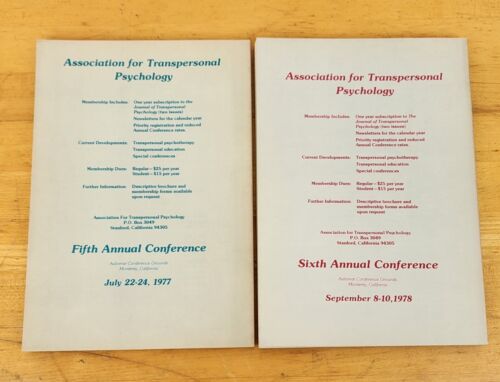 Association for Transpersonal
Psychology
Membership Includes: One year subscription to the
Journal of Transpersonal
Psychology (two issues)
Newsletters for the calendar year
Priority registration and reduced
Annual Conference rates.
Current Developments: Transpersonal psychotherapy
Transpersonal education
Special conferences
Membership Dues: Regular—$25 per year
Student—$15 per year
Further Information: Descriptive brochure and
membership forms available
upon request
Association For Transpersonal Psychology
P.O. Box 3049
Stanford, California 94305
Fifth Annual Conference
Asilomar Conference Grounds
Monterey, California
July 22-24, 1977
Association for Transpersonal
Psychology
Membership Includes: One year subscription to The
Journal of Transpersonal
Psychology (two issues)
Newsletters for the calendar year
Priority registration and reduced
Annual Conference rates.
Current Developments: Transpersonal psychotherapy
Transpersonal education
Special conferences
Membership Dues: Regular—$25 per year
Student—$15 per year
Further Information: Descriptive brochure and
membership forms available
upon request
Association for Transpersonal Psychology
P.O. Box 3049
Stanford, California 94305
Sixth Annual Conference
Asilomar Conference Grounds
Monterey, California
September 8-10, 1978